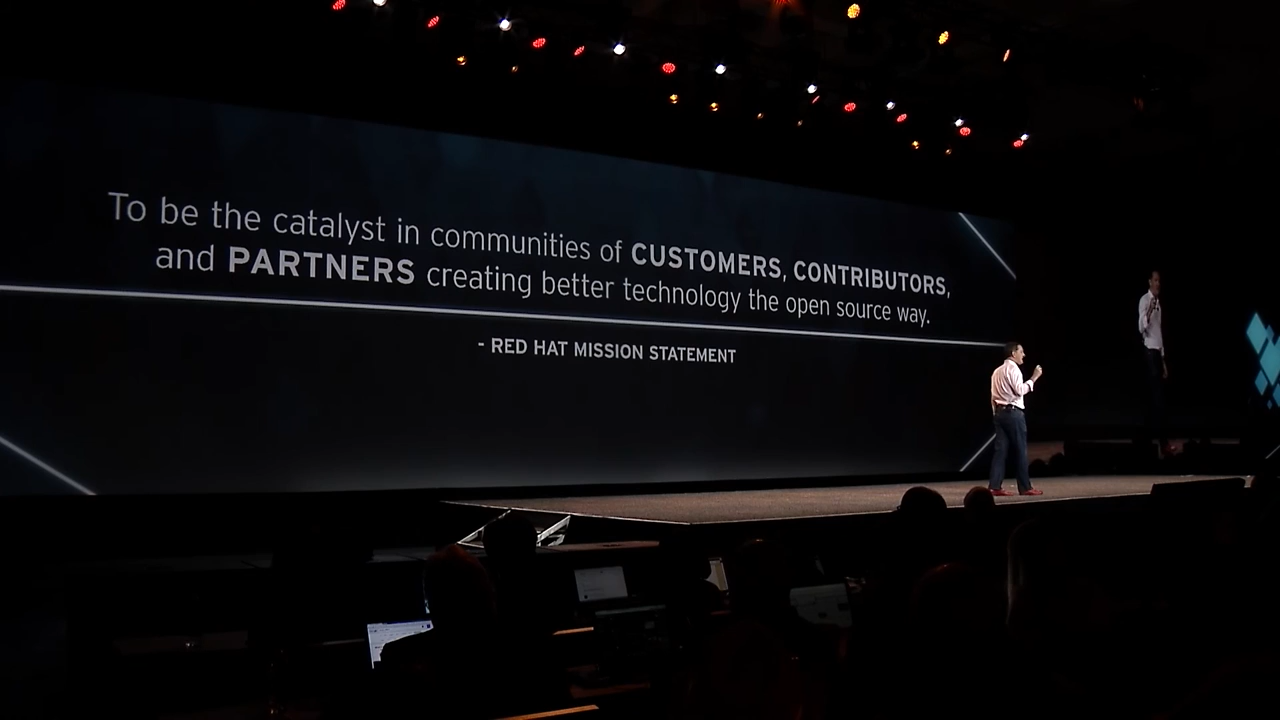 To be the catalyst in communities of CUSTOMERS, CONTRIBUTORS,
and PARTNERS creating better technology the open source way.
- RED HAT MISSION STATEMENT